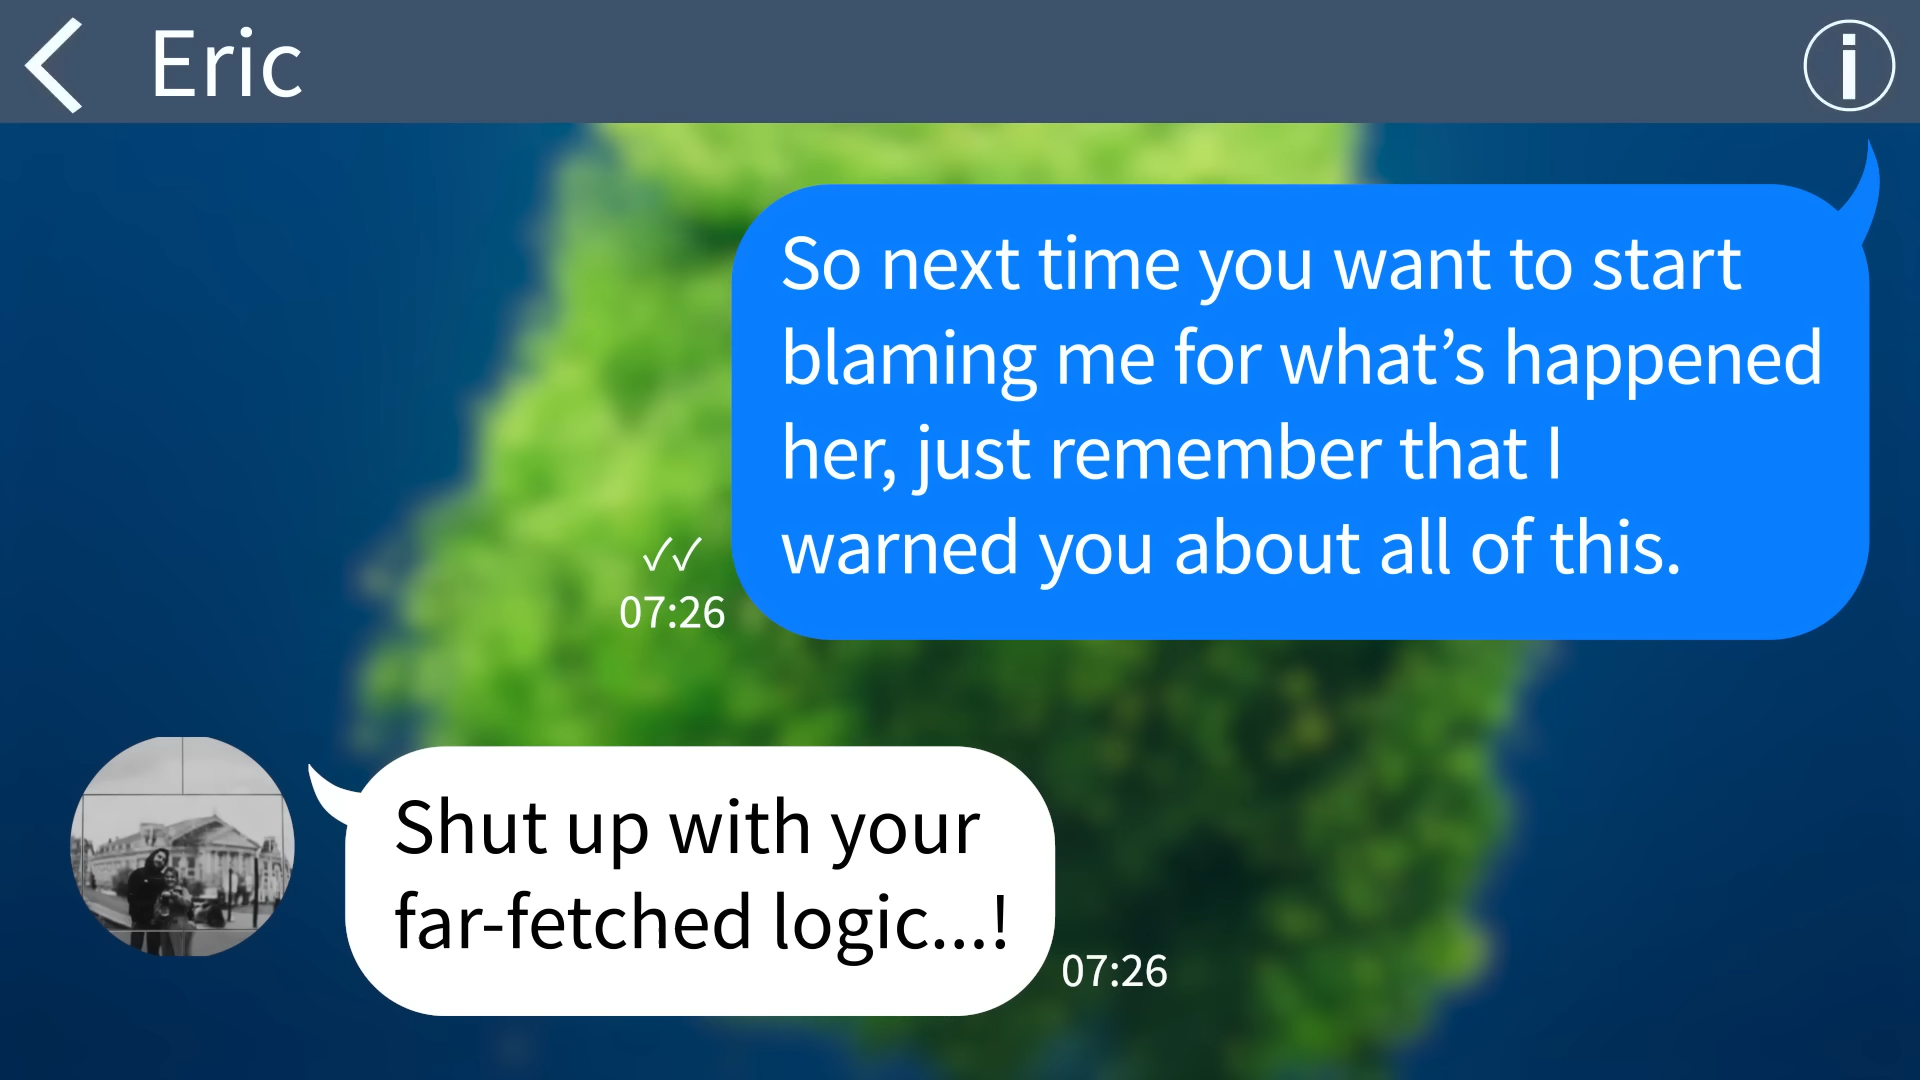 Eric
So next time you want to start
blaming me for what’s happened
her, just remember that I
warned you about all of this.
✓✓
07:26
Shut up with your
far-fetched logic...!
07:26